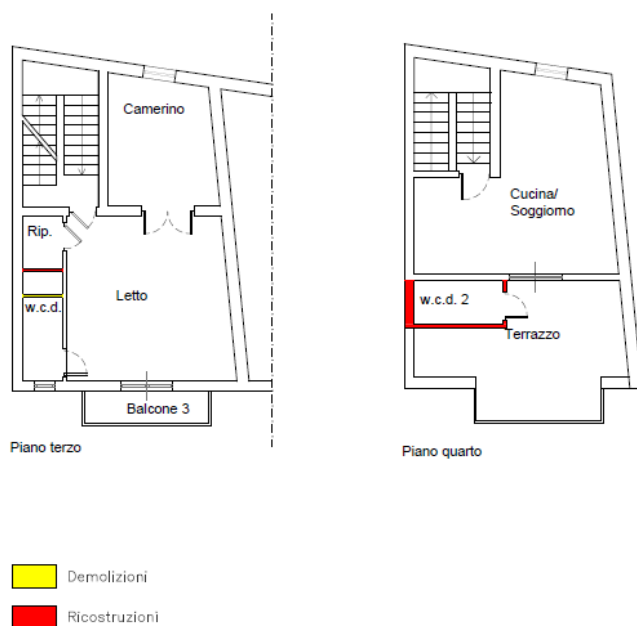 Camerino
Rip.
Letto
w.c.d.
Balcone 3
Piano terzo
Cucina/
Soggiorno
w.c.d. 2
Terrazzo
Piano quarto
Demolizioni
Ricostruzioni